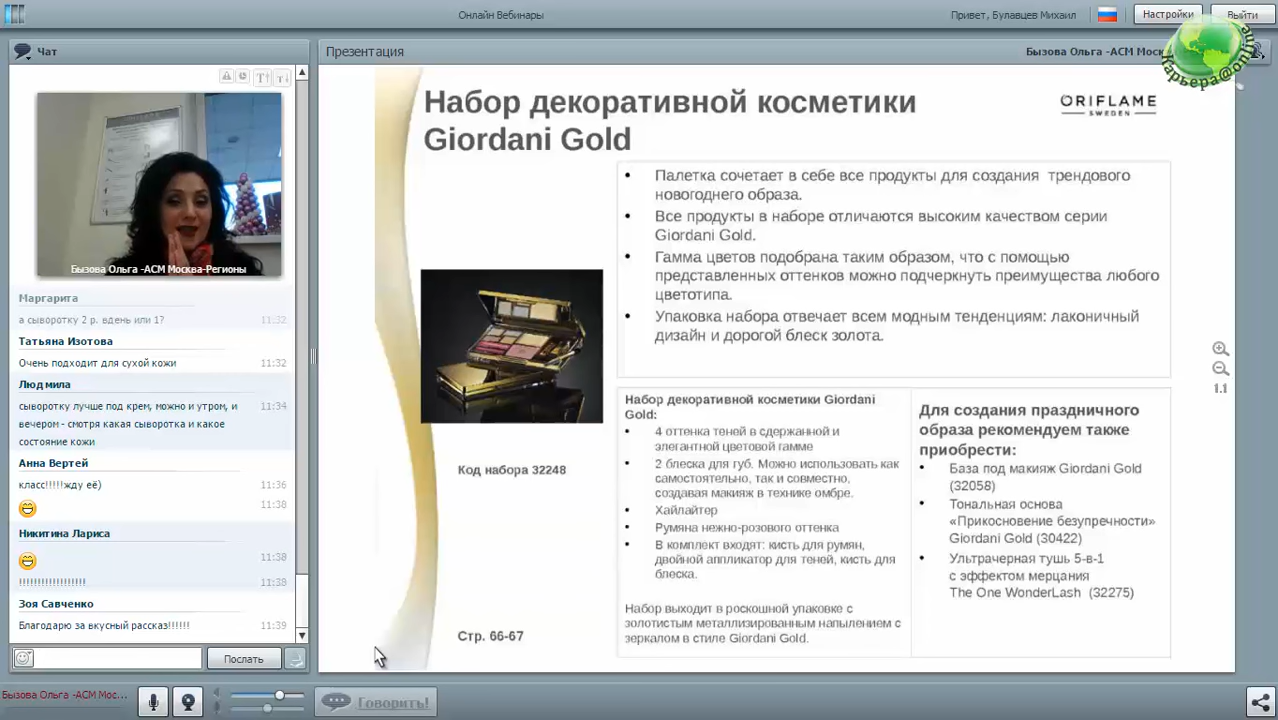 Онлайн Вебинары
Привет, Булавцев Михаил
Настройки
Выйти
Карьера@online
Чат
Бызова Ольга -АСМ Москва-Регионы
Маргарита
а сыворотку 2 р. вдень или 1? 11:32
Татьяна Изотова
Очень подходит для сухой кожи 11:32
Людмила
сыворотку лучше под крем, можно и утром, и 11:34
вечером - смотря какая сыворотка и какое
состояние кожи
Анна Вертей
класс!!!!!жду её) 11:36
11:38
Никитина Лариса
11:38
!!!!!!!!!!!!!!!!! 11:38
Зоя Савченко
Благодарю за вкусный рассказ!!!!!! 11:39
Послать
Бызова Ольга -АСМ Мос...
Говорить!
Презентация
Бызова Ольга -АСМ Моск
Набор декоративной косметики
Giordani Gold
ORIFLAME
SWEDEN
• Палетка сочетает в себе все продукты для создания трендового
новогоднего образа.
• Все продукты в наборе отличаются высоким качеством серии
Giordani Gold.
• Гамма цветов подобрана таким образом, что с помощью
представленных оттенков можно подчеркнуть преимущества любого
цветотипа.
• Упаковка набора отвечает всем модным тенденциям: лаконичный
дизайн и дорогой блеск золота.
Код набора 32248
Стр. 66-67
Набор декоративной косметики Giordani
Gold:
• 4 оттенка теней в сдержанной и
элегантной цветовой гамме
• 2 блеска для губ. Можно использовать как
самостоятельно, так и совместно,
создавая макияж в технике омбре.
• Хайлайтер
• Румяна нежно-розового оттенка
• В комплект входят: кисть для румян,
двойной аппликатор для теней, кисть для
блеска.
Набор выходит в роскошной упаковке с
золотистым металлизированным напылением с
зеркалом в стиле Giordani Gold.
Для создания праздничного
образа рекомендуем также
приобрести:
• База под макияж Giordani Gold
(32058)
• Тональная основа
«Прикосновение безупречности»
Giordani Gold (30422)
• Ультрачерная тушь 5-в-1
с эффектом мерцания
The One WonderLash (32275)
1.1